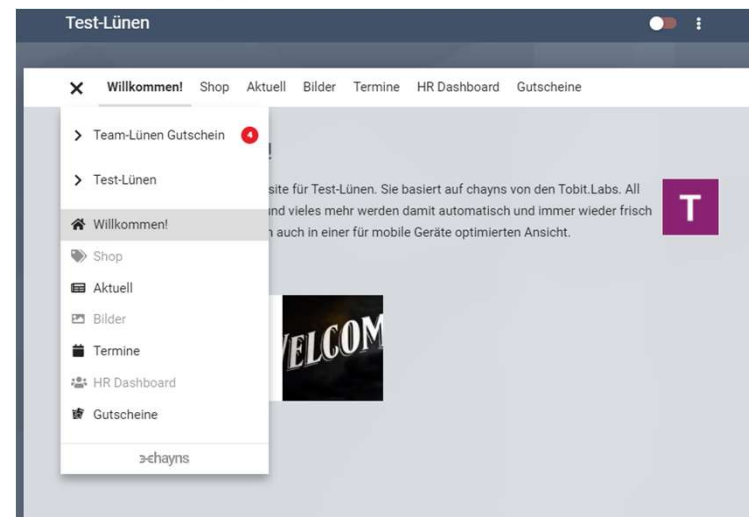 Test-Lünen
Willkommen! Shop Aktuell Bilder Termine HR Dashboard Gutscheine
Team-Lünen Gutschein 4
!
Test-Lünen
site für Test-Lünen. Sie basiert auf chayns von den Tobit.Labs. All
und vieles mehr werden damit automatisch und immer wieder frisch
auch in einer für mobile Geräte optimierten Ansicht.
T
Willkommen!
Shop
Aktuell
Bilder
Termine
HR Dashboard
Gutscheine
chayns
WELCOM